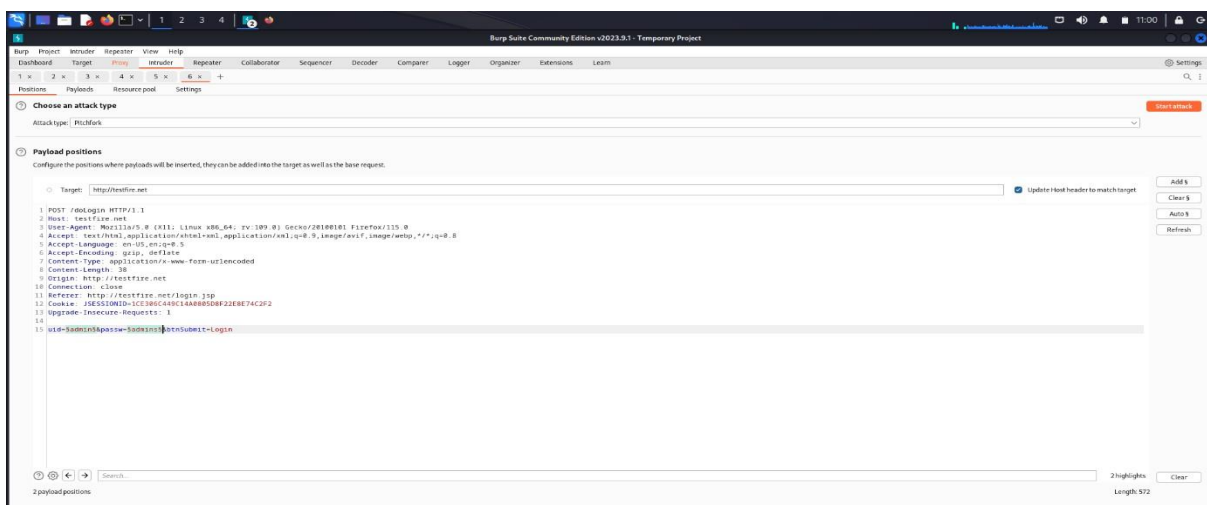 1 2 3 4 2 11:00
Burp Suite Community Edition v2023.9.1 - Temporary Project
Burp Project Intruder Repeater View Help
Dashboard Target Proxy Intruder Repeater Collaborator Sequencer Decoder Comparer Logger Organizer Extensions Learn Settings
1 × 2 × 3 × 4 × 5 × 6 × +
Positions Payloads Resource pool Settings
Choose an attack type Start attack
Attack type: Pitchfork
Payload positions
Configure the positions where payloads will be inserted, they can be added into the target as well as the base request.
Target: http://testfire.net Update Host header to match target
Add §
Clear §
Auto §
Refresh
1 POST /doLogin HTTP/1.1
2 Host: testfire.net
3 User-Agent: Mozilla/5.0 (X11; Linux x86_64; rv:109.0) Gecko/20100101 Firefox/115.0
4 Accept: text/html,application/xhtml+xml,application/xml;q=0.9,image/avif,image/webp,*/*;q=0.8
5 Accept-Language: en-US,en;q=0.5
6 Accept-Encoding: gzip, deflate
7 Content-Type: application/x-www-form-urlencoded
8 Content-Length: 38
9 Origin: http://testfire.net
10 Connection: close
11 Referer: http://testfire.net/login.jsp
12 Cookie: JSESSIONID=1CE306C449C14A0805D8F22E8E74C2F2
13 Upgrade-Insecure-Requests: 1
14
15 uid=§admin§&passw=§admins§&btnSubmit=Login
Search... 2 highlights Clear
2 payload positions Length: 572